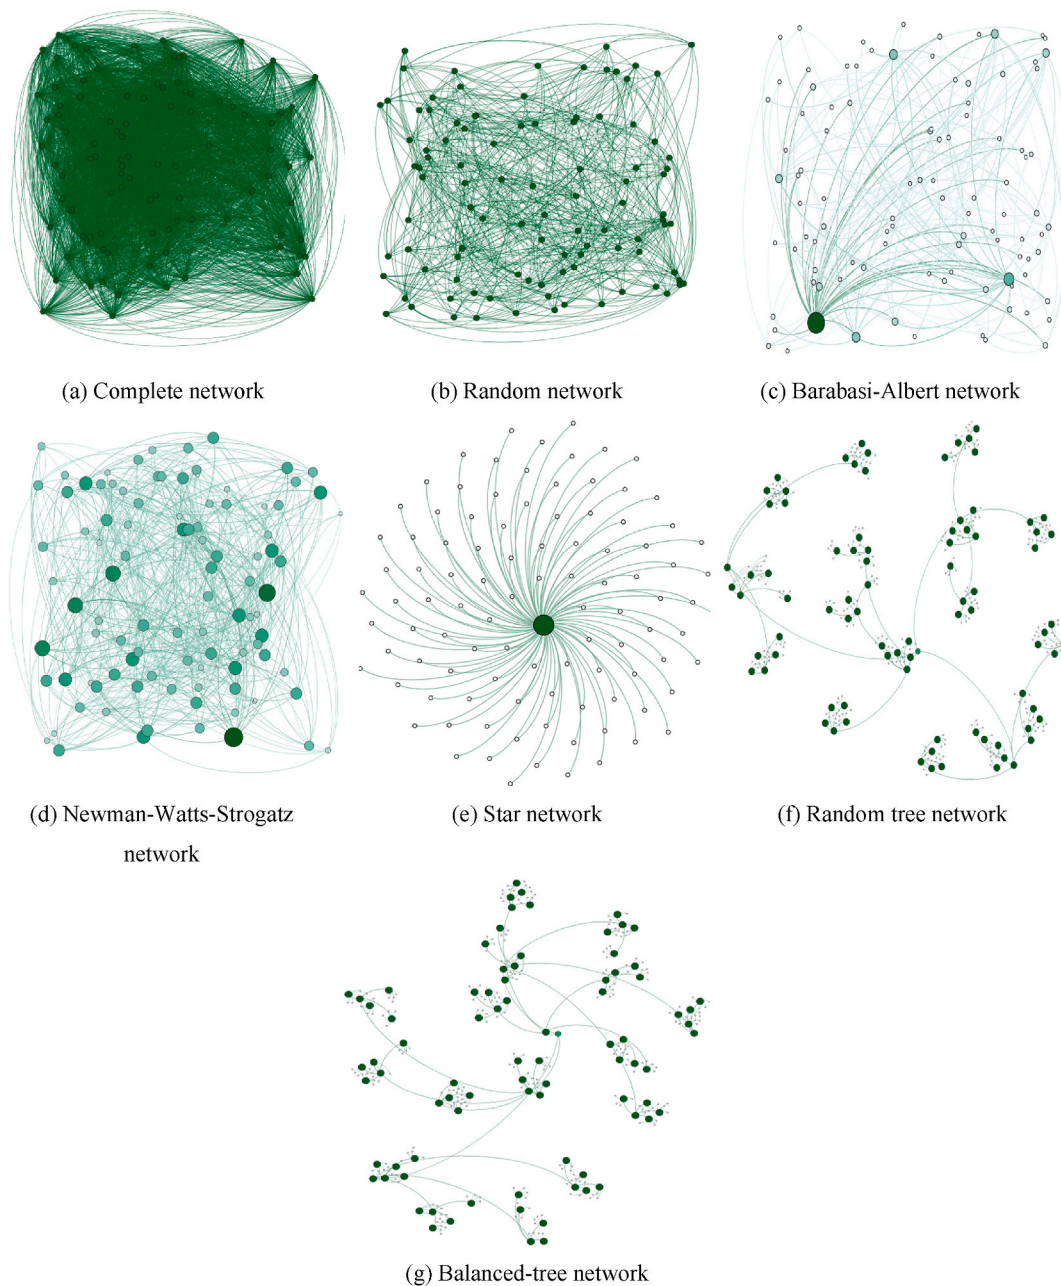 (a) Complete network
(b) Random network
(c) Barabasi-Albert network
(d) Newman-Watts-Strogatz
network
(e) Star network
(f) Random tree network
(g) Balanced-tree network